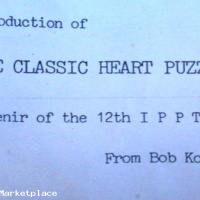 oduction of
CLASSIC HEART PUZZ
enir of the 12th I P P T
From Bob Ko
Marketplace